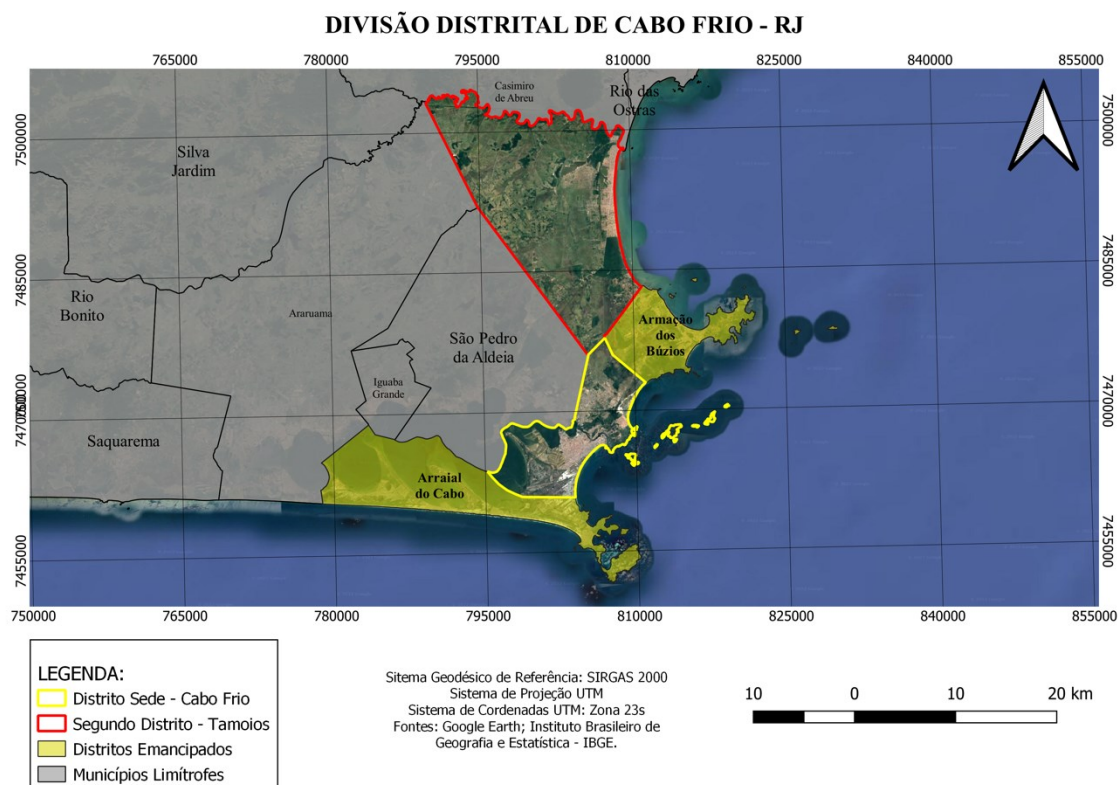 DIVISÃO DISTRITAL DE CABO FRIO - RJ
765000 780000 795000 810000 825000 840000 855000
Casimiro
de Abreu
Rio das
Ostras
7500000
7500000
Silva
Jardim
7485000
7485000
Rio
Bonito
Araruama
São Pedro
da Aldeia
Armação
dos
Búzios
Iguaba
Grande
7470000
7470000
Saquarema
Arraial
do Cabo
7455000
7455000
750000 765000 780000 795000 810000 825000 840000 855000
LEGENDA:
Distrito Sede - Cabo Frio
Segundo Distrito - Tamoios
Distritos Emancipados
Municípios Limítrofes
Sitema Geodésico de Referência: SIRGAS 2000
Sistema de Projeção UTM
Sistema de Cordenadas UTM: Zona 23s
Fontes: Google Earth; Instituto Brasileiro de
Geografia e Estatística - IBGE.
10 0 10 20 km